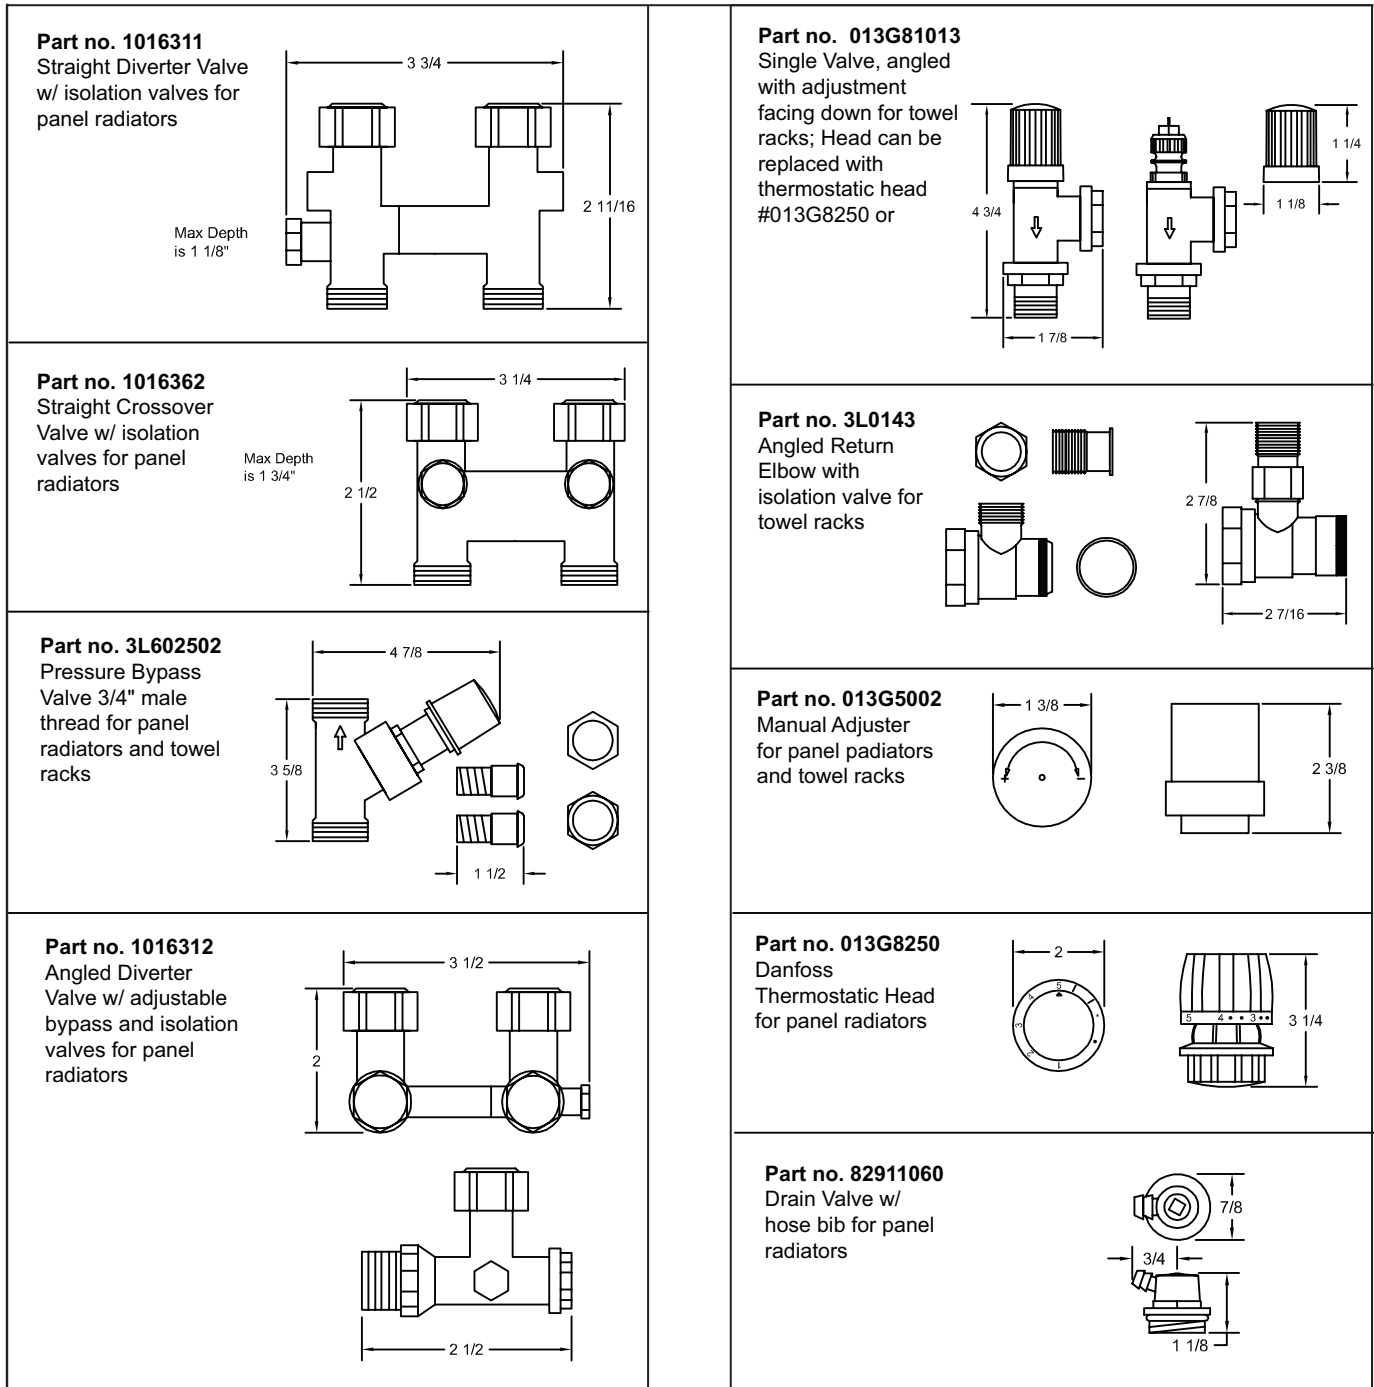 Part no. 1016311
Straight Diverter Valve
w/ isolation valves for
panel radiators
3 3/4
2 11/16
Max Depth
is 1 1/8"
Part no. 1016362
Straight Crossover
Valve w/ isolation
valves for panel
radiators
3 1/4
Max Depth
is 1 3/4"
2 1/2
Part no. 3L602502
Pressure Bypass
Valve 3/4" male
thread for panel
radiators and towel
racks
4 7/8
3 5/8
1 1/2
Part no. 1016312
Angled Diverter
Valve w/ adjustable
bypass and isolation
valves for panel
radiators
3 1/2
2
2 1/2
Part no. 013G81013
Single Valve, angled
with adjustment
facing down for towel
racks; Head can be
replaced with
thermostatic head
#013G8250 or
4 3/4
1 7/8
1 1/4
1 1/8
Part no. 3L0143
Angled Return
Elbow with
isolation valve for
towel racks
2 7/8
2 7/16
Part no. 013G5002
Manual Adjuster
for panel padiators
and towel racks
1 3/8
+ -
2 3/8
Part no. 013G8250
Danfoss
Thermostatic Head
for panel radiators
2
5
4
3
2
1
5 4 • • 3 • •
3 1/4
Part no. 82911060
Drain Valve w/
hose bib for panel
radiators
7/8
3/4
1 1/8